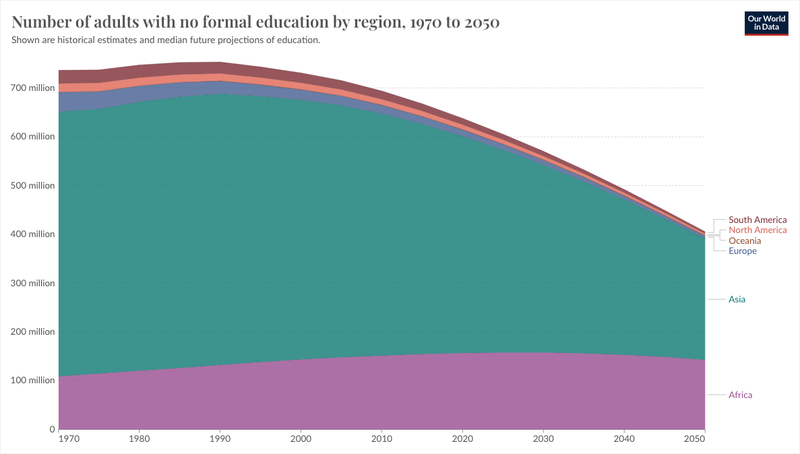 Number of adults with no formal education by region, 1970 to 2050
Shown are historical estimates and median future projections of education.
Our World
in Data
700 million
600 million
500 million
400 million
300 million
200 million
100 million
0
1970
1980
1990
2000
2010
2020
2030
2040
2050
South America
North America
Oceania
Europe
Asia
Africa